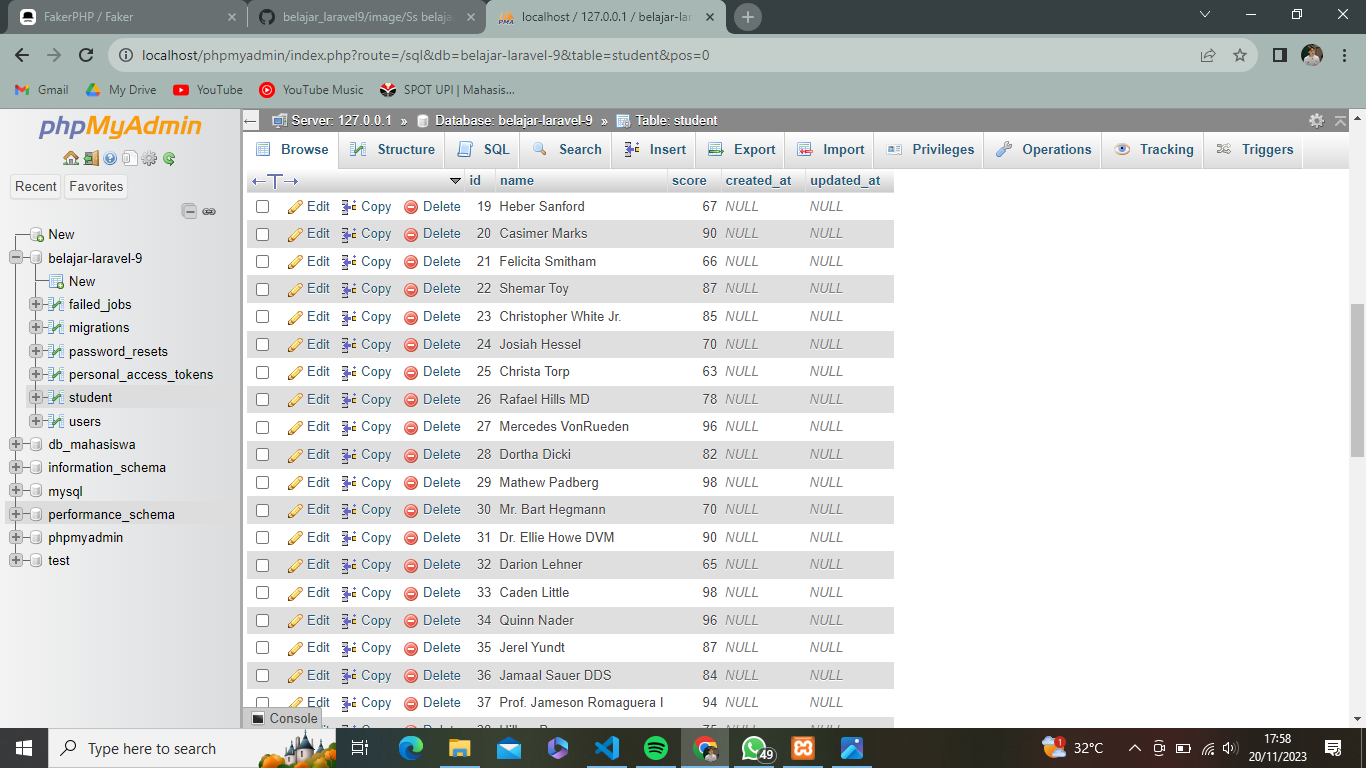 FakerPHP / Faker
belajar_laravel9/image/Ss belaja
localhost / 127.0.0.1 / belajar-lar
localhost/phpmyadmin/index.php?route=/sql&db=belajar-laravel-9&table=student&pos=0
Gmail My Drive YouTube YouTube Music SPOT UPI | Mahasis...
phpMyAdmin
Recent Favorites
New
belajar-laravel-9
New
failed_jobs
migrations
password_resets
personal_access_tokens
student
users
db_mahasiswa
information_schema
mysql
performance_schema
phpmyadmin
test
Server: 127.0.0.1 » Database: belajar-laravel-9 » Table: student
Browse Structure SQL Search Insert Export Import Privileges Operations Tracking Triggers
id name score created_at updated_at
Edit Copy Delete 19 Heber Sanford 67 NULL NULL
Edit Copy Delete 20 Casimer Marks 90 NULL NULL
Edit Copy Delete 21 Felicita Smitham 66 NULL NULL
Edit Copy Delete 22 Shemar Toy 87 NULL NULL
Edit Copy Delete 23 Christopher White Jr. 85 NULL NULL
Edit Copy Delete 24 Josiah Hessel 70 NULL NULL
Edit Copy Delete 25 Christa Torp 63 NULL NULL
Edit Copy Delete 26 Rafael Hills MD 78 NULL NULL
Edit Copy Delete 27 Mercedes VonRueden 96 NULL NULL
Edit Copy Delete 28 Dortha Dicki 82 NULL NULL
Edit Copy Delete 29 Mathew Padberg 98 NULL NULL
Edit Copy Delete 30 Mr. Bart Hegmann 70 NULL NULL
Edit Copy Delete 31 Dr. Ellie Howe DVM 90 NULL NULL
Edit Copy Delete 32 Darion Lehner 65 NULL NULL
Edit Copy Delete 33 Caden Little 98 NULL NULL
Edit Copy Delete 34 Quinn Nader 96 NULL NULL
Edit Copy Delete 35 Jerel Yundt 87 NULL NULL
Edit Copy Delete 36 Jamaal Sauer DDS 84 NULL NULL
Edit Copy Delete 37 Prof. Jameson Romaguera I 94 NULL NULL
Console
Type here to search
49
1
32°C
17:58
20/11/2023